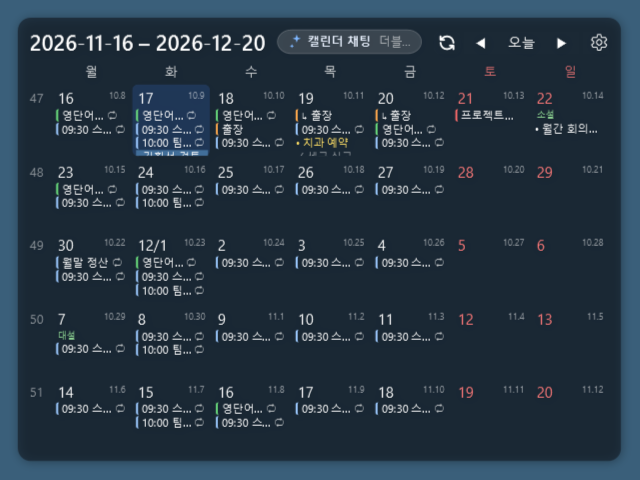 2026-11-16 – 2026-12-20 캘린더 채팅 더블... 오늘
월 화 수 목 금 토 일
47 16 10.8 17 10.9 18 10.10 19 10.11 20 10.12 21 10.13 22 10.14
영단어... 영단어... 영단어... ↳ 출장 ↳ 출장 프로젝트... 소설
09:30 스... 09:30 스... 출장 09:30 스... 영단어... • 월간 회의...
10:00 팀... 09:30 스... • 치과 예약 09:30 스...
48 23 10.15 24 10.16 25 10.17 26 10.18 27 10.19 28 10.20 29 10.21
영단어... 09:30 스... 09:30 스... 09:30 스... 09:30 스...
09:30 스... 10:00 팀...
49 30 10.22 12/1 10.23 2 10.24 3 10.25 4 10.26 5 10.27 6 10.28
월말 정산 영단어... 09:30 스... 09:30 스... 09:30 스...
09:30 스... 09:30 스...
10:00 팀...
50 7 10.29 8 10.30 9 11.1 10 11.2 11 11.3 12 11.4 13 11.5
대설 09:30 스... 09:30 스... 09:30 스... 09:30 스...
09:30 스... 10:00 팀...
51 14 11.6 15 11.7 16 11.8 17 11.9 18 11.10 19 11.11 20 11.12
09:30 스... 09:30 스... 영단어... 09:30 스... 09:30 스...
10:00 팀... 09:30 스...